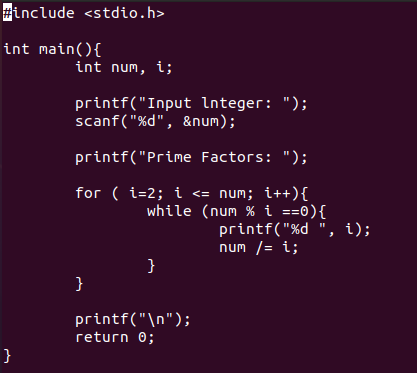 #include <stdio.h>
int main(){
int num, i;
printf("Input lnteger: ");
scanf("%d", &num);
printf("Prime Factors: ");
for ( i=2; i <= num; i++){
while (num % i ==0){
printf("%d ", i);
num /= i;
}
}
printf("\n");
return 0;
}